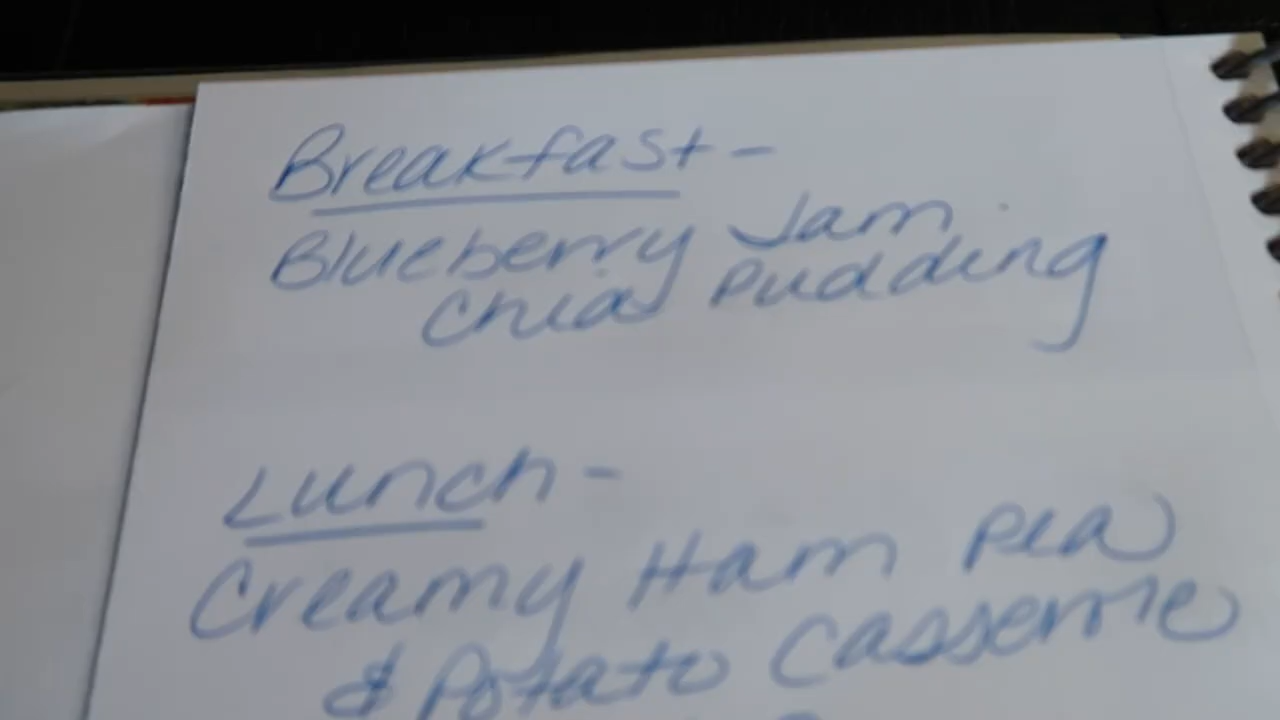 Breakfast -
Blueberry Jam
Chia Pudding
Lunch -
Creamy Ham Pea
& Potato Casserole